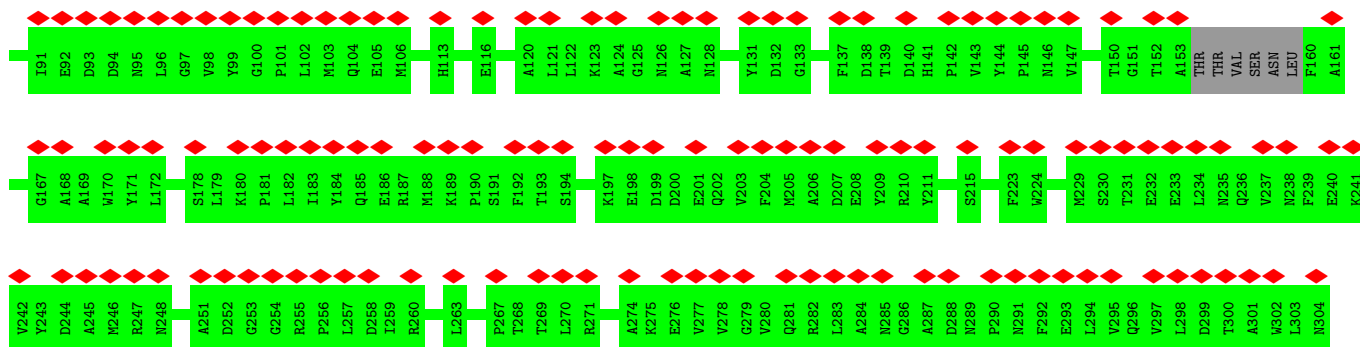 I91 E92 D93 D94 N95 L96 G97 V98 Y99 G100 P101 L102 M103 Q104 E105 M106 H113 E116 A120 L121 L122 K123 A124 G125 N126 A127 N128 Y131 D132 G133 F137 D138 T139 D140 H141 P142 V143 Y144 P145 N146 V147 T150 G151 T152 A153 THR THR VAL SER ASN LEU F160 A161
G167 A168 A169 W170 Y171 L172 S178 L179 K180 P181 L182 I183 Y184 Q185 E186 R187 M188 K189 P190 S191 F192 T193 S194 K197 E198 D199 D200 E201 Q202 V203 F204 M205 A206 D207 E208 Y209 R210 Y211 S215 F223 W224 M229 S230 T231 E232 E233 L234 N235 Q236 V237 N238 F239 E240 K241
V242 Y243 D244 A245 M246 R247 N248 A251 D252 G253 G254 R255 P256 L257 D258 I259 R260 L263 P267 T268 T269 L270 R271 A274 K275 E276 V277 V278 G279 V280 Q281 R282 L283 A284 N285 G286 A287 D288 N289 P290 N291 F292 E293 L294 V295 Q296 V297 L298 D299 T300 A301 W302 L303 N304